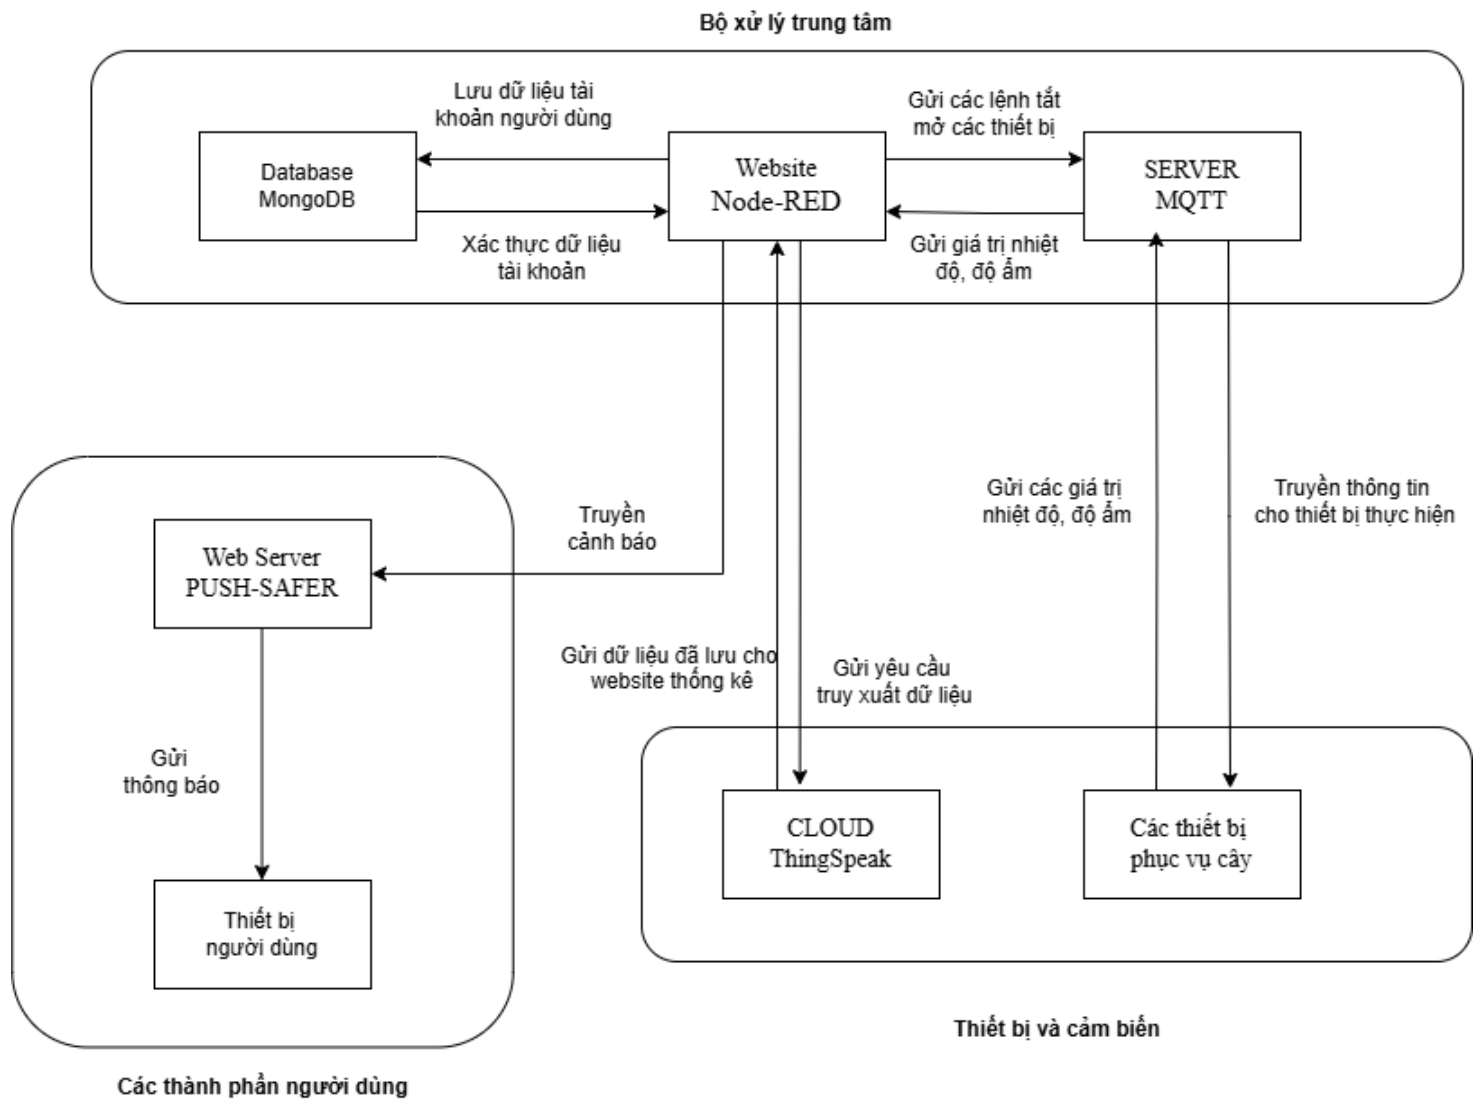 Bộ xử lý trung tâm
Lưu dữ liệu tài
khoản người dùng
Gửi các lệnh tắt
mở các thiết bị
Database
MongoDB
Website
Node-RED
SERVER
MQTT
Xác thực dữ liệu
tài khoản
Gửi giá trị nhiệt
độ, độ ẩm
Truyền
cảnh báo
Gửi các giá trị
nhiệt độ, độ ẩm
Truyền thông tin
cho thiết bị thực hiện
Web Server
PUSH-SAFER
Gửi dữ liệu đã lưu cho
website thống kê
Gửi yêu cầu
truy xuất dữ liệu
Gửi
thông báo
CLOUD
ThingSpeak
Các thiết bị
phục vụ cây
Thiết bị
người dùng
Thiết bị và cảm biến
Các thành phần người dùng